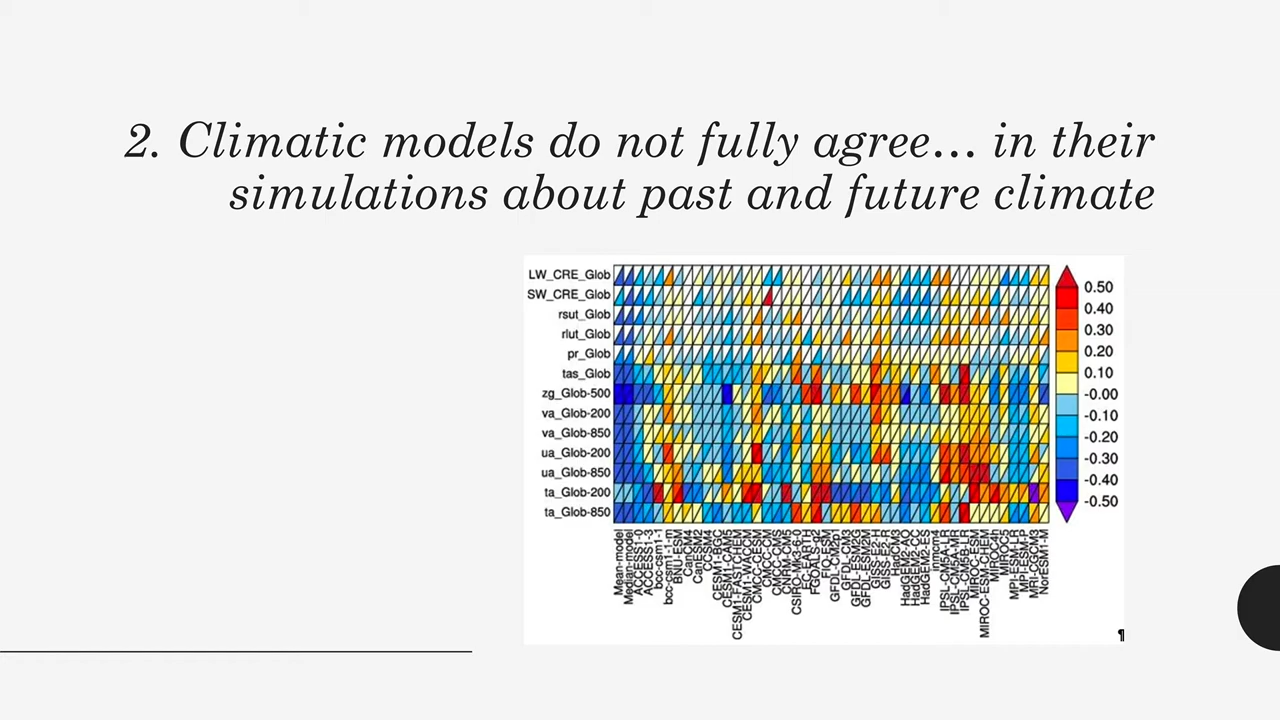 2. Climatic models do not fully agree… in their
simulations about past and future climate
LW_CRE_Glob
SW_CRE_Glob
rsut_Glob
rlut_Glob
pr_Glob
tas_Glob
zg_Glob-500
va_Glob-200
va_Glob-850
ua_Glob-200
ua_Glob-850
ta_Glob-200
ta_Glob-850
0.50
0.40
0.30
0.20
0.10
-0.00
-0.10
-0.20
-0.30
-0.40
-0.50
Mean-model
Median-model
ACCESS1-0
ACCESS1-3
bcc-csm1-1
bcc-csm1-1-m
BNU-ESM
CanCM4
CanESM2
CCSM4
CESM1-BGC
CESM1-CAM5
CESM1-FASTCHEM
CESM1-WACCM
CMCC-CESM
CMCC-CM
CMCC-CMS
CNRM-CM5
CSIRO-Mk3-6-0
EC-EARTH
FGOALS-g2
FIO-ESM
GFDL-CM2p1
GFDL-CM3
GFDL-ESM2G
GFDL-ESM2M
GISS-E2-H
GISS-E2-R
HadCM3
HadGEM2-AO
HadGEM2-CC
HadGEM2-ES
inmcm4
IPSL-CM5A-LR
IPSL-CM5A-MR
IPSL-CM5B-LR
MIROC-ESM
MIROC-ESM-CHEM
MIROC4h
MIROC5
MPI-ESM-LR
MPI-ESM-P
MRI-CGCM3
NorESM1-M
¶